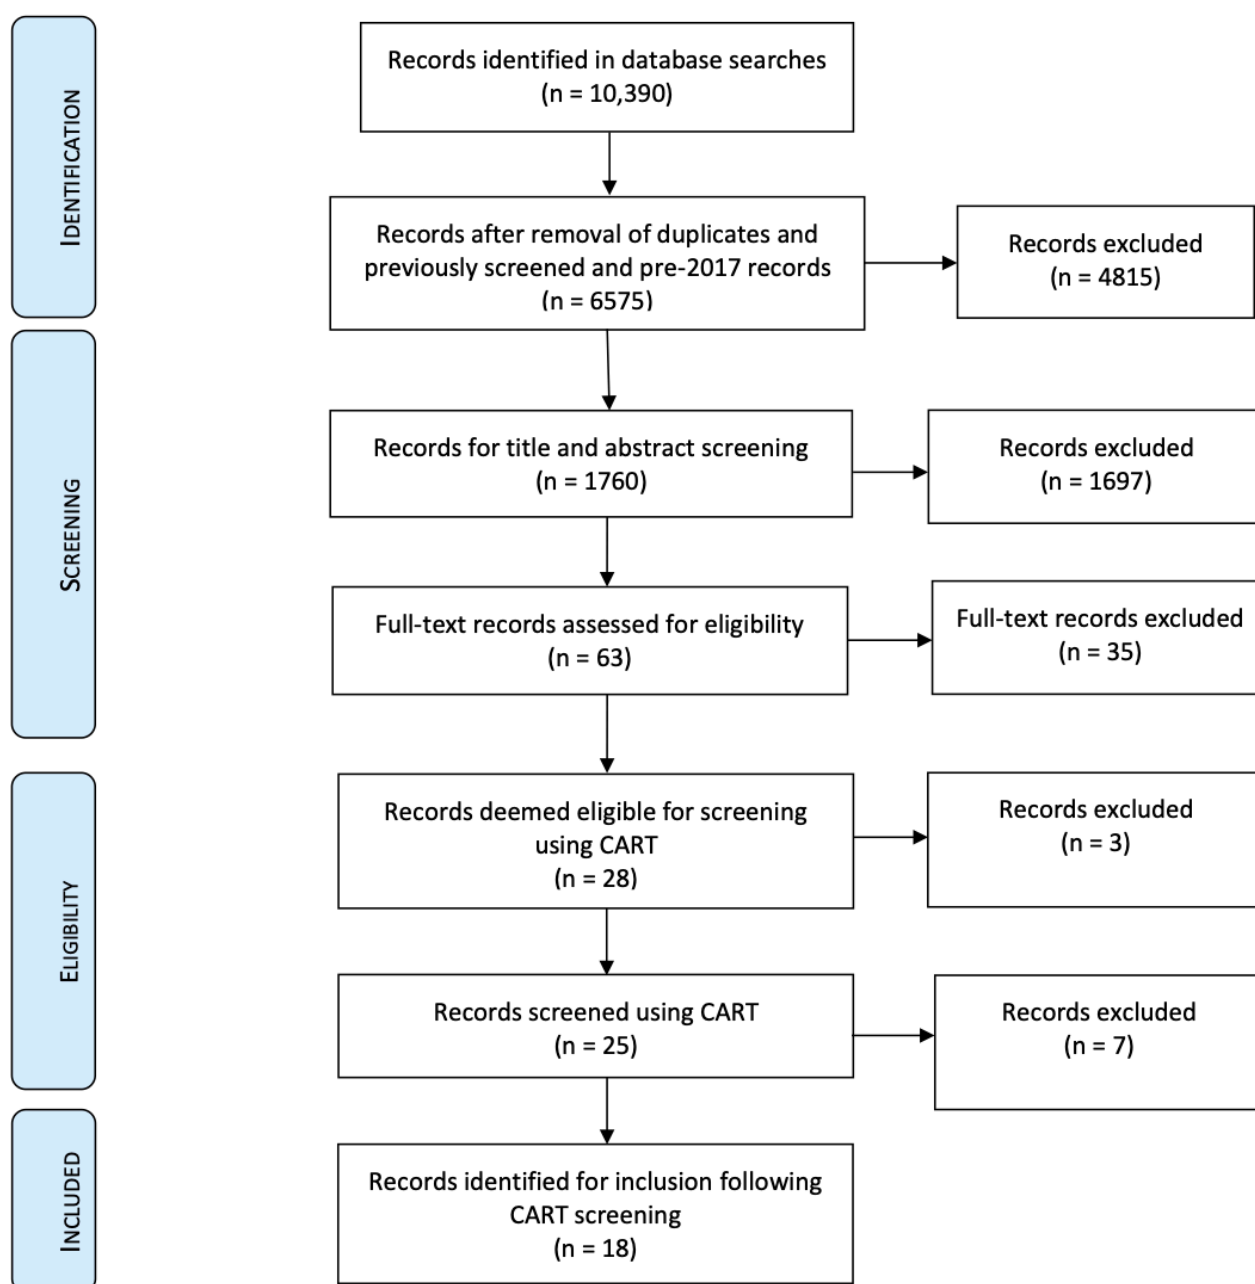 IDENTIFICATION
Records identified in database searches
(n = 10,390)
Records after removal of duplicates and
previously screened and pre-2017 records
(n = 6575)
Records excluded
(n = 4815)
SCREENING
Records for title and abstract screening
(n = 1760)
Records excluded
(n = 1697)
Full-text records assessed for eligibility
(n = 63)
Full-text records excluded
(n = 35)
ELIGIBILITY
Records deemed eligible for screening
using CART
(n = 28)
Records excluded
(n = 3)
Records screened using CART
(n = 25)
Records excluded
(n = 7)
INCLUDED
Records identified for inclusion following
CART screening
(n = 18)